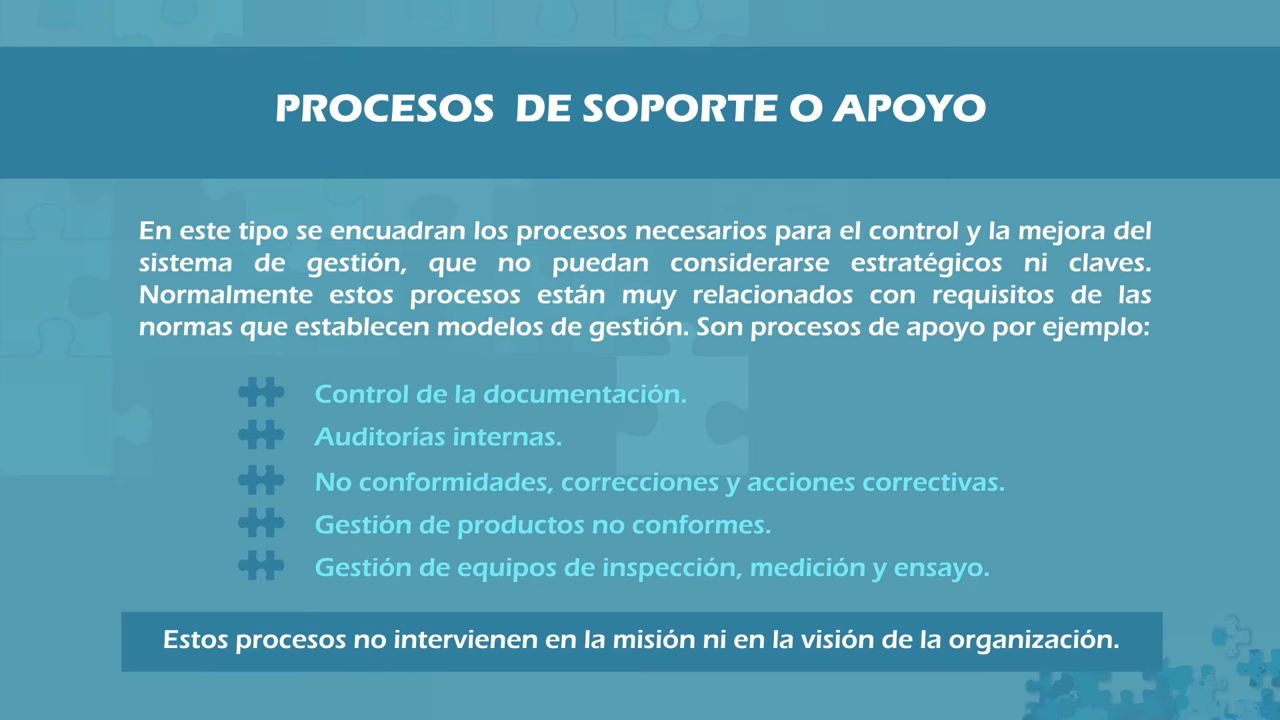 PROCESOS DE SOPORTE O APOYO
En este tipo se encuadran los procesos necesarios para el control y la mejora del
sistema de gestión, que no puedan considerarse estratégicos ni claves.
Normalmente estos procesos están muy relacionados con requisitos de las
normas que establecen modelos de gestión. Son procesos de apoyo por ejemplo:
Control de la documentación.
Auditorías internas.
No conformidades, correcciones y acciones correctivas.
Gestión de productos no conformes.
Gestión de equipos de inspección, medición y ensayo.
Estos procesos no intervienen en la misión ni en la visión de la organización.